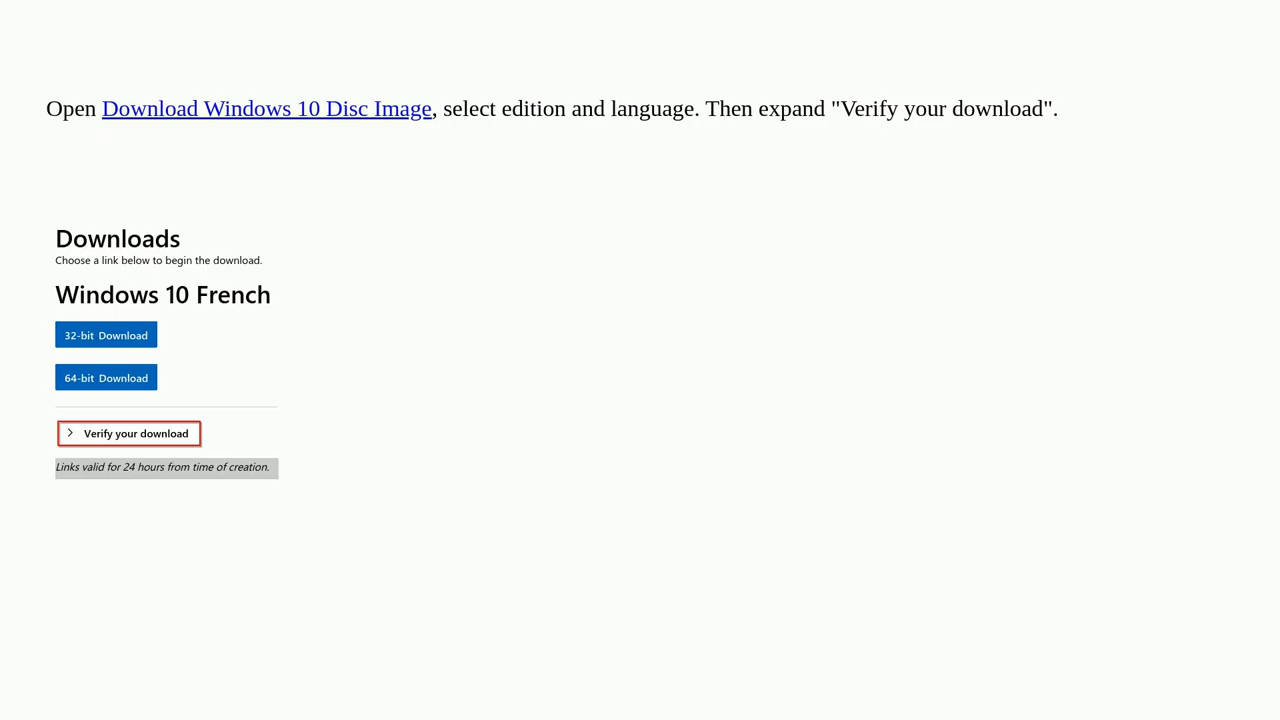 Open Download Windows 10 Disc Image, select edition and language. Then expand "Verify your download".
Downloads
Choose a link below to begin the download.
Windows 10 French
32-bit Download
64-bit Download
Verify your download
Links valid for 24 hours from time of creation.